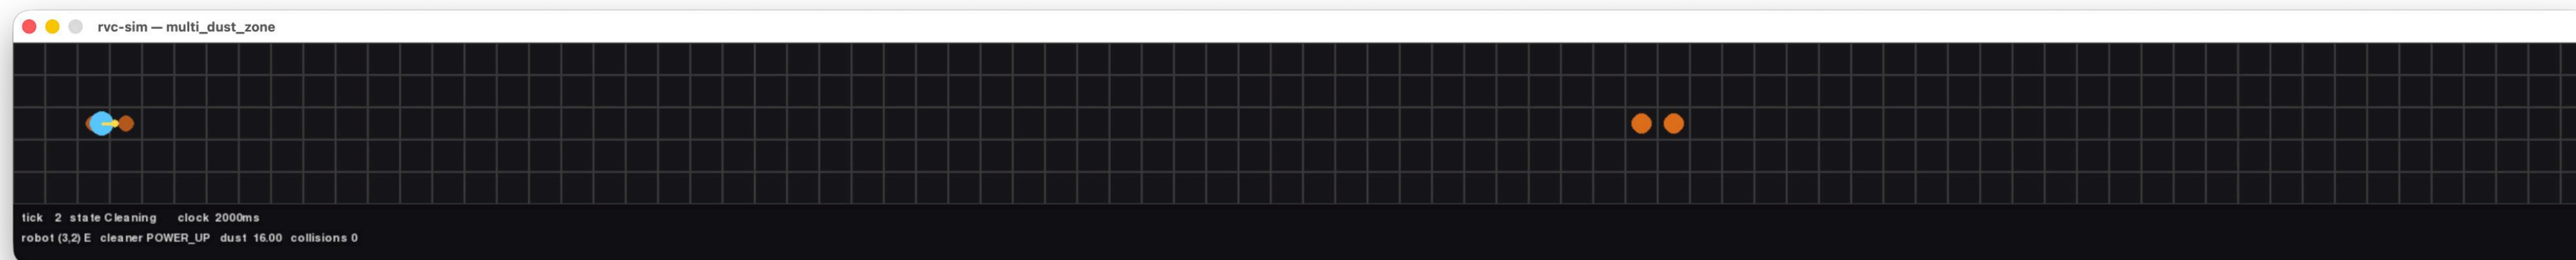 rvc-sim — multi_dust_zone
tick 2 state Cleaning clock 2000ms
robot (3,2) E cleaner POWER_UP dust 16.00 collisions 0